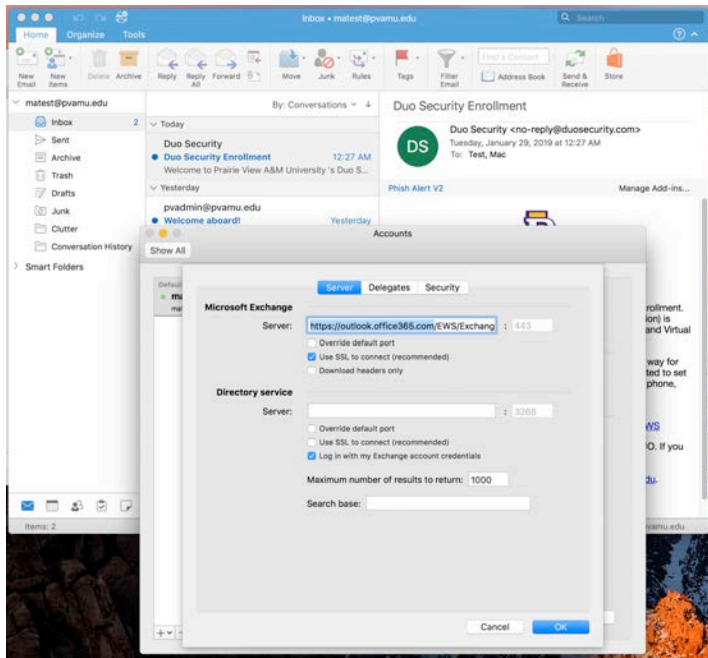 Inbox • matest@pvamu.edu
Search
Home Organize Tools
New Email
New Items
Delete
Archive
Reply
Reply All
Forward
Move
Junk
Rules
Tags
Filter Email
Find a Contact
Address Book
Send & Receive
Store
matest@pvamu.edu
Inbox 2
Sent
Archive
Trash
Drafts
Junk
Clutter
Conversation History
Smart Folders
Items: 2
By: Conversations
Today
Duo Security
Duo Security Enrollment 12:27 AM
Welcome to Prairie View A&M University 's Duo S...
Yesterday
pvadmin@pvamu.edu
Welcome aboard! Yesterday
Duo Security Enrollment
DS
Duo Security <no-reply@duosecurity.com>
Tuesday, January 29, 2019 at 12:27 AM
To: Test, Mac
Phish Alert V2 Manage Add-ins...
and Virtual
way for
ted to set
phone,
WS
O. If you
du.
Accounts
Show All
Server Delegates Security
Microsoft Exchange
Server: https://outlook.office365.com/EWS/Exchang : 443
Override default port
Use SSL to connect (recommended)
Download headers only
Directory service
Server: : 3268
Override default port
Use SSL to connect (recommended)
Log in with my Exchange account credentials
Maximum number of results to return: 1000
Search base:
Cancel OK